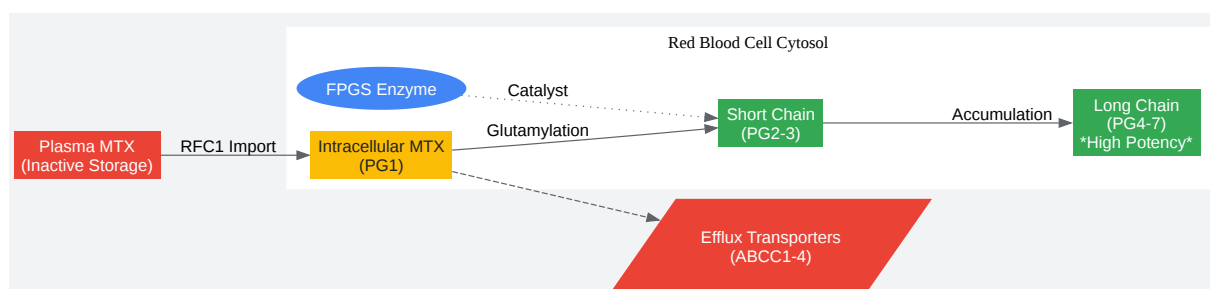 Red Blood Cell Cytosol
FPGS Enzyme
Catalyst
Short Chain
(PG2-3)
Accumulation
Long Chain
(PG4-7)
*High Potency*
Plasma MTX
(Inactive Storage)
RFC1 Import
Intracellular MTX
(PG1)
Glutamylation
Efflux Transporters
(ABCC1-4)